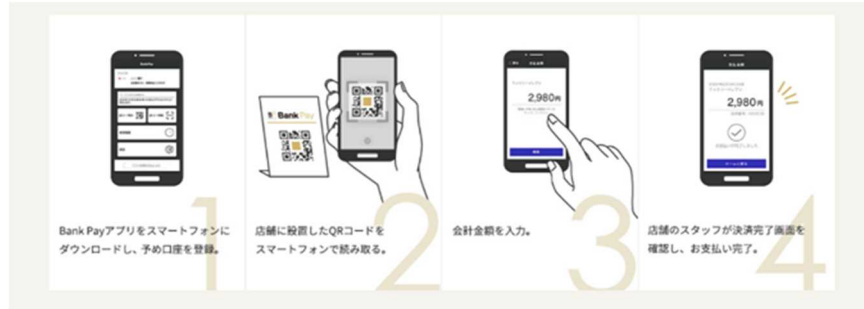 Bank Pay
2,980円
2,980円
1
Bank Payアプリをスマートフォンに
ダウンロードし、予め口座を登録。
2
店舗に設置したQRコードを
スマートフォンで読み取る。
3
会計金額を入力。
4
店舗のスタッフが決済完了画面を
確認し、お支払い完了。